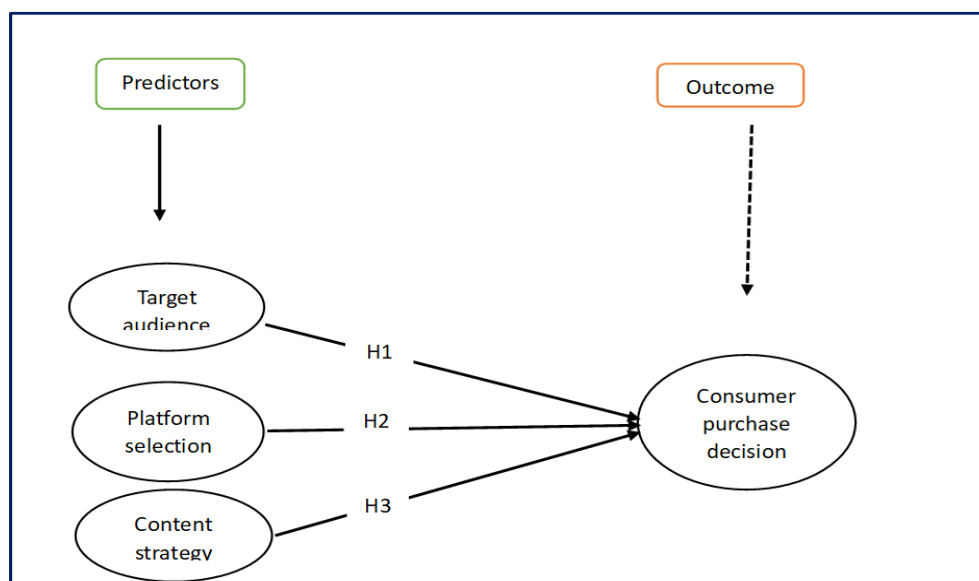 Predictors
Outcome
Target
audience
H1
Platform
selection
H2
Consumer
purchase
decision
Content
strategy
H3